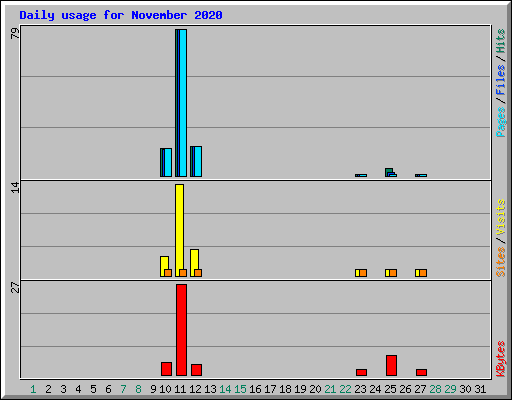 Daily usage for November 2020
79
14
27
Pages/Files/Hits
Sites/Visits
KBytes
1 2 3 4 5 6 7 8 9 10 11 12 13 14 15 16 17 18 19 20 21 22 23 24 25 26 27 28 29 30 31